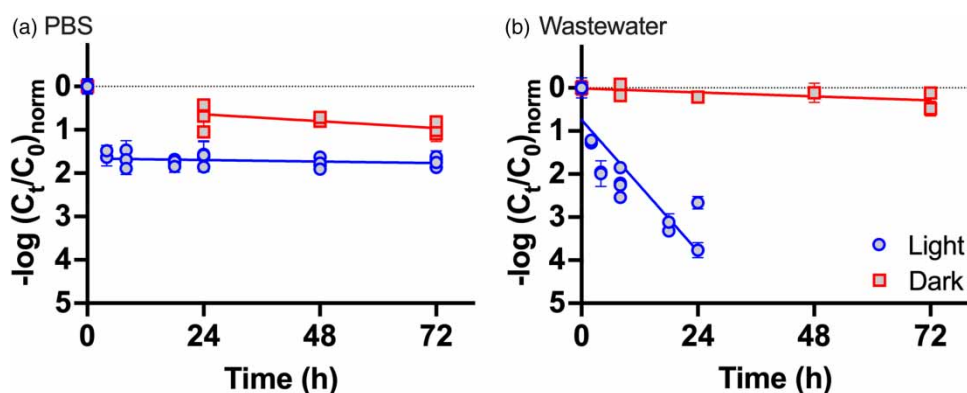 (a) PBS
-log (Cₜ/C₀)norm
0
1
2
3
4
5
0 24 48 72
Time (h)
(b) Wastewater
-log (Cₜ/C₀)norm
0
1
2
3
4
5
0 24 48 72
Time (h)
Light
Dark